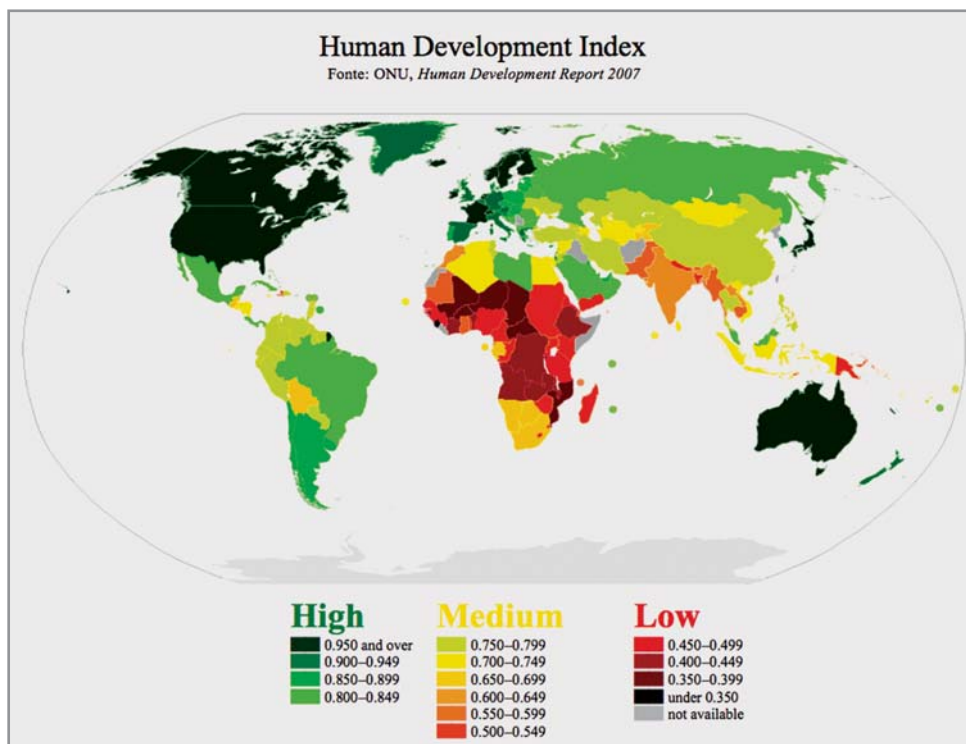 Human Development Index
Fonte: ONU, Human Development Report 2007
High
0.950 and over
0.900–0.949
0.850–0.899
0.800–0.849
Medium
0.750–0.799
0.700–0.749
0.650–0.699
0.600–0.649
0.550–0.599
0.500–0.549
Low
0.450–0.499
0.400–0.449
0.350–0.399
under 0.350
not available